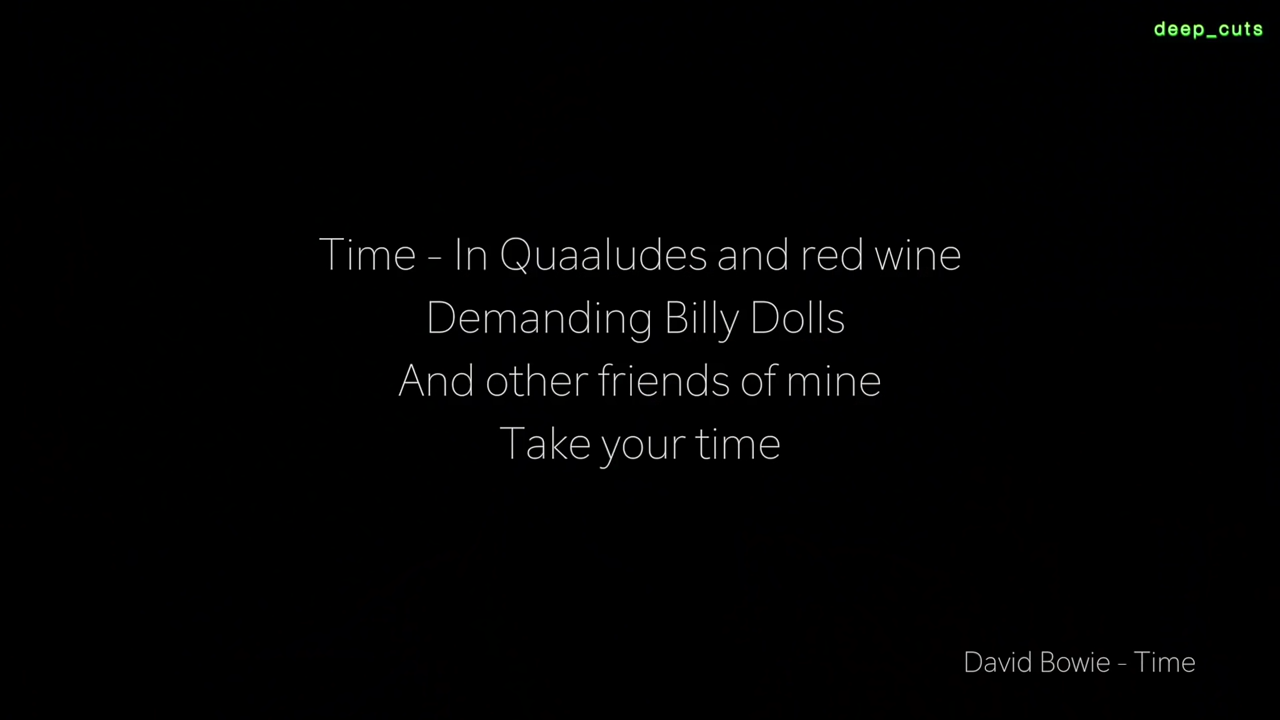 deep_cuts
Time - In Quaaludes and red wine
Demanding Billy Dolls
And other friends of mine
Take your time
David Bowie - Time